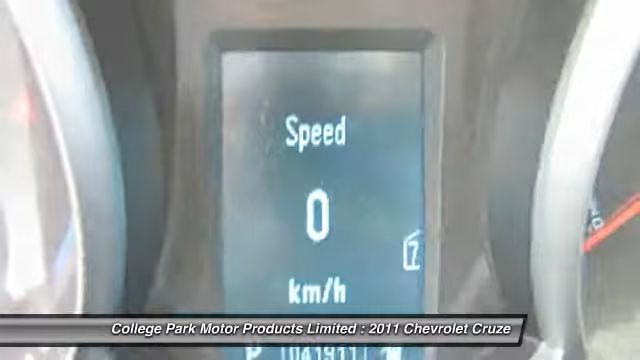 Speed
0
km/h
College Park Motor Products Limited : 2011 Chevrolet Cruze
P